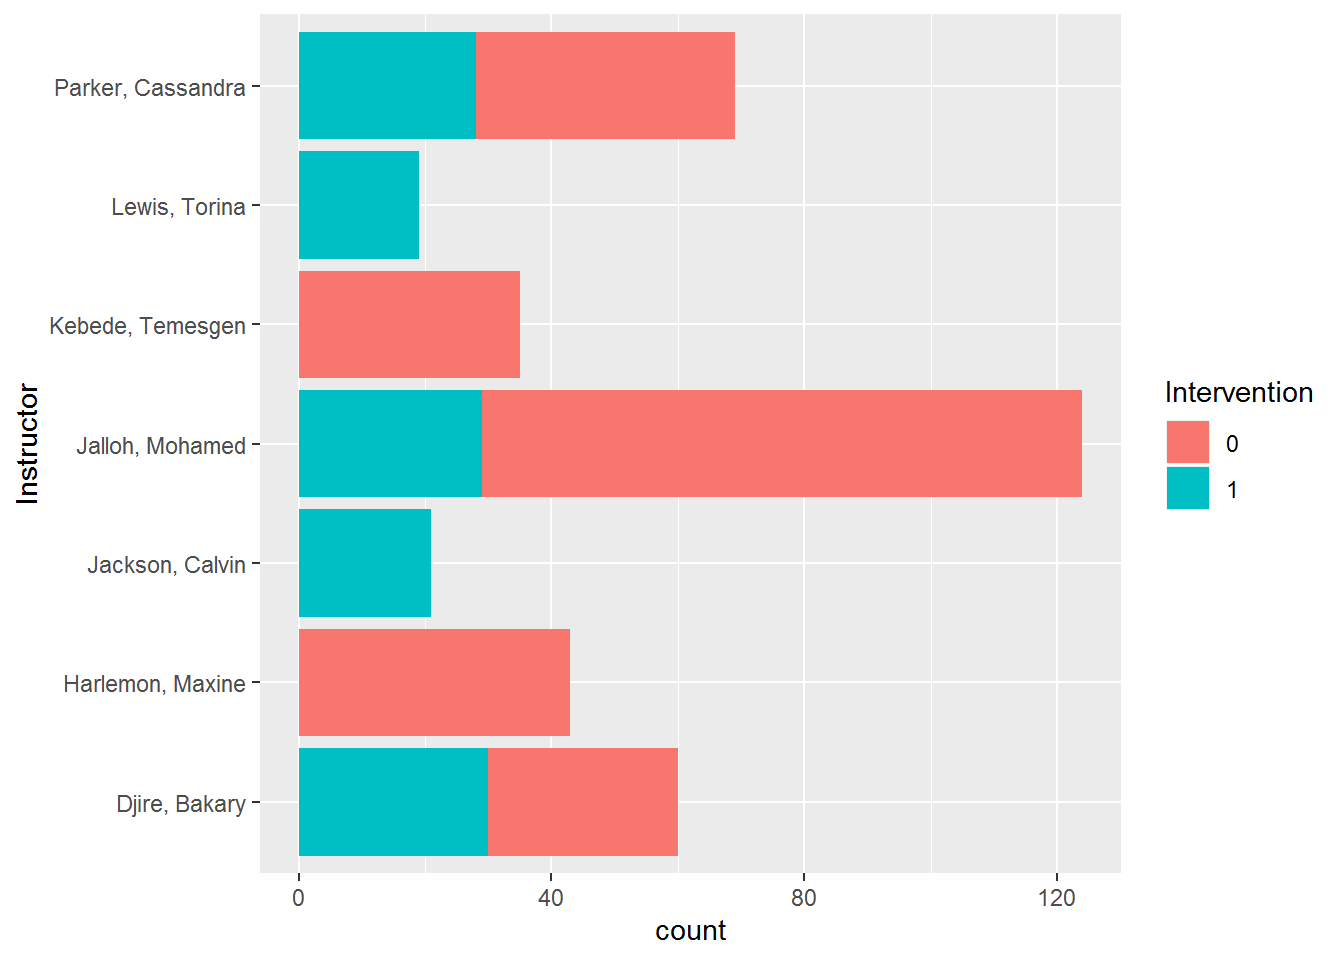 Parker, Cassandra
Lewis, Torina
Kebede, Temesgen
Jalloh, Mohamed
Jackson, Calvin
Harlemon, Maxine
Djire, Bakary
Instructor
0
40
80
120
count
Intervention
0
1